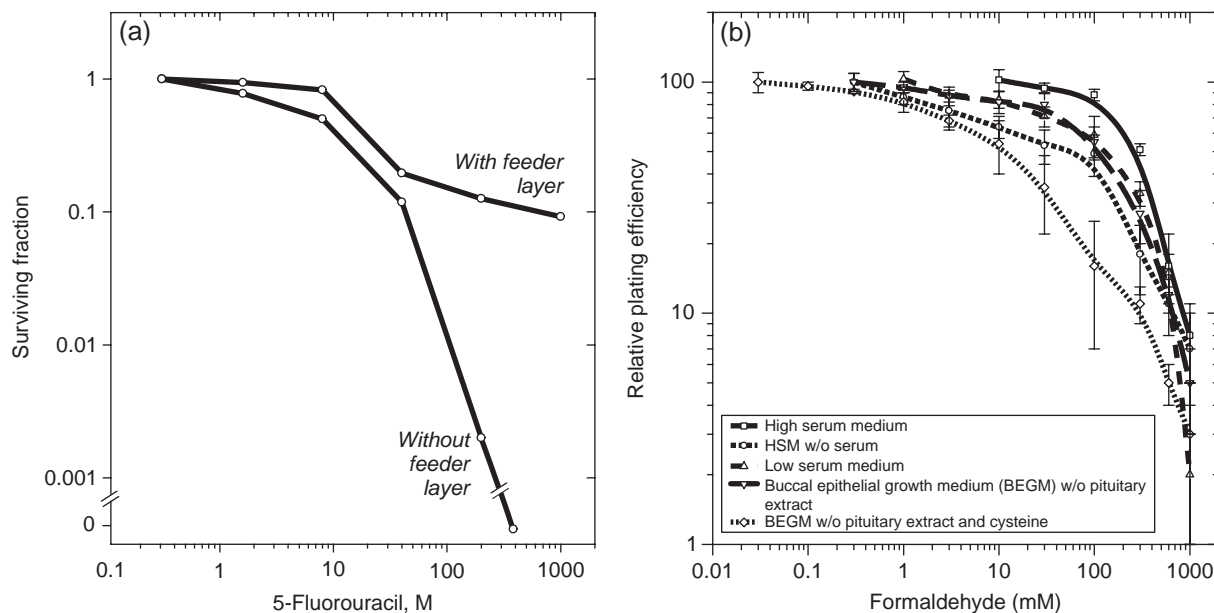 (a)
1
0.1
0.01
0.001
0
Surviving fraction
With feeder
layer
Without
feeder
layer
0.1 1 10 100 1000
5-Fluorouracil, M
(b)
100
10
1
Relative plating efficiency
High serum medium
HSM w/o serum
Low serum medium
Buccal epithelial growth medium (BEGM) w/o pituitary
extract
BEGM w/o pituitary extract and cysteine
0.01 0.1 1 10 100 1000
Formaldehyde (mM)